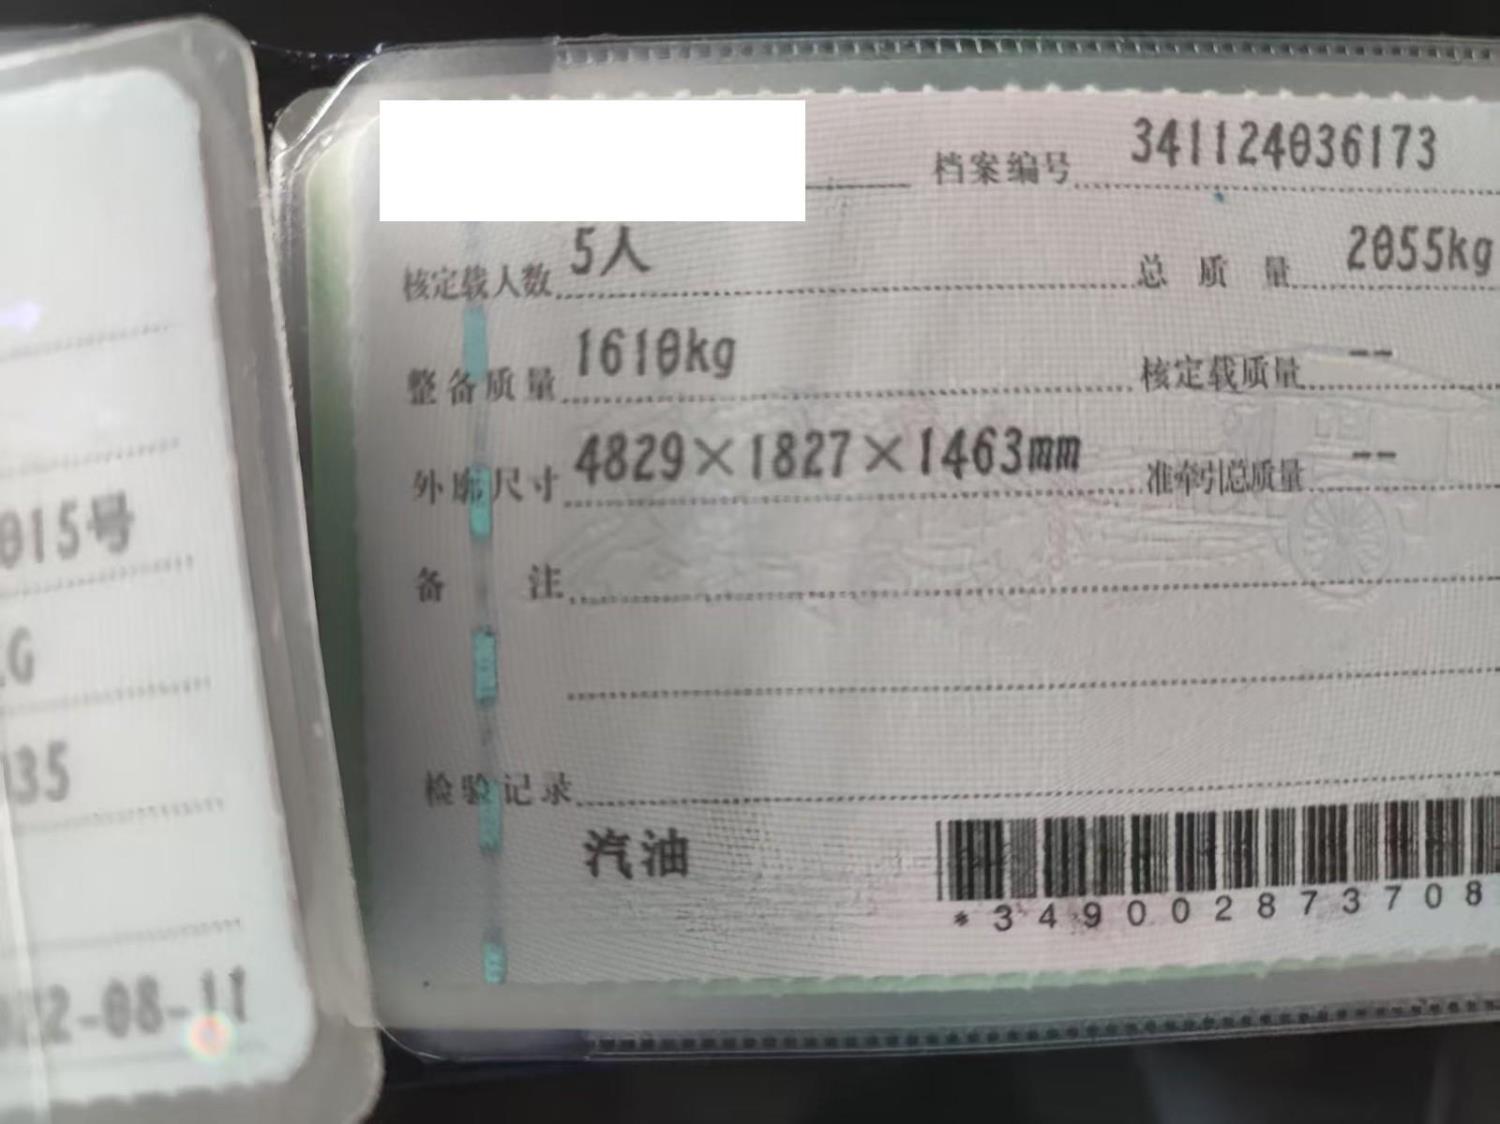 015号
G
35
22-08-11
档案编号 341124036173
核定载人数 5人 总质量 2055kg
整备质量 1610kg 核定载质量 --
外廓尺寸 4829×1827×1463mm 准牵引总质量 --
备注
检验记录
汽油
*349002873708